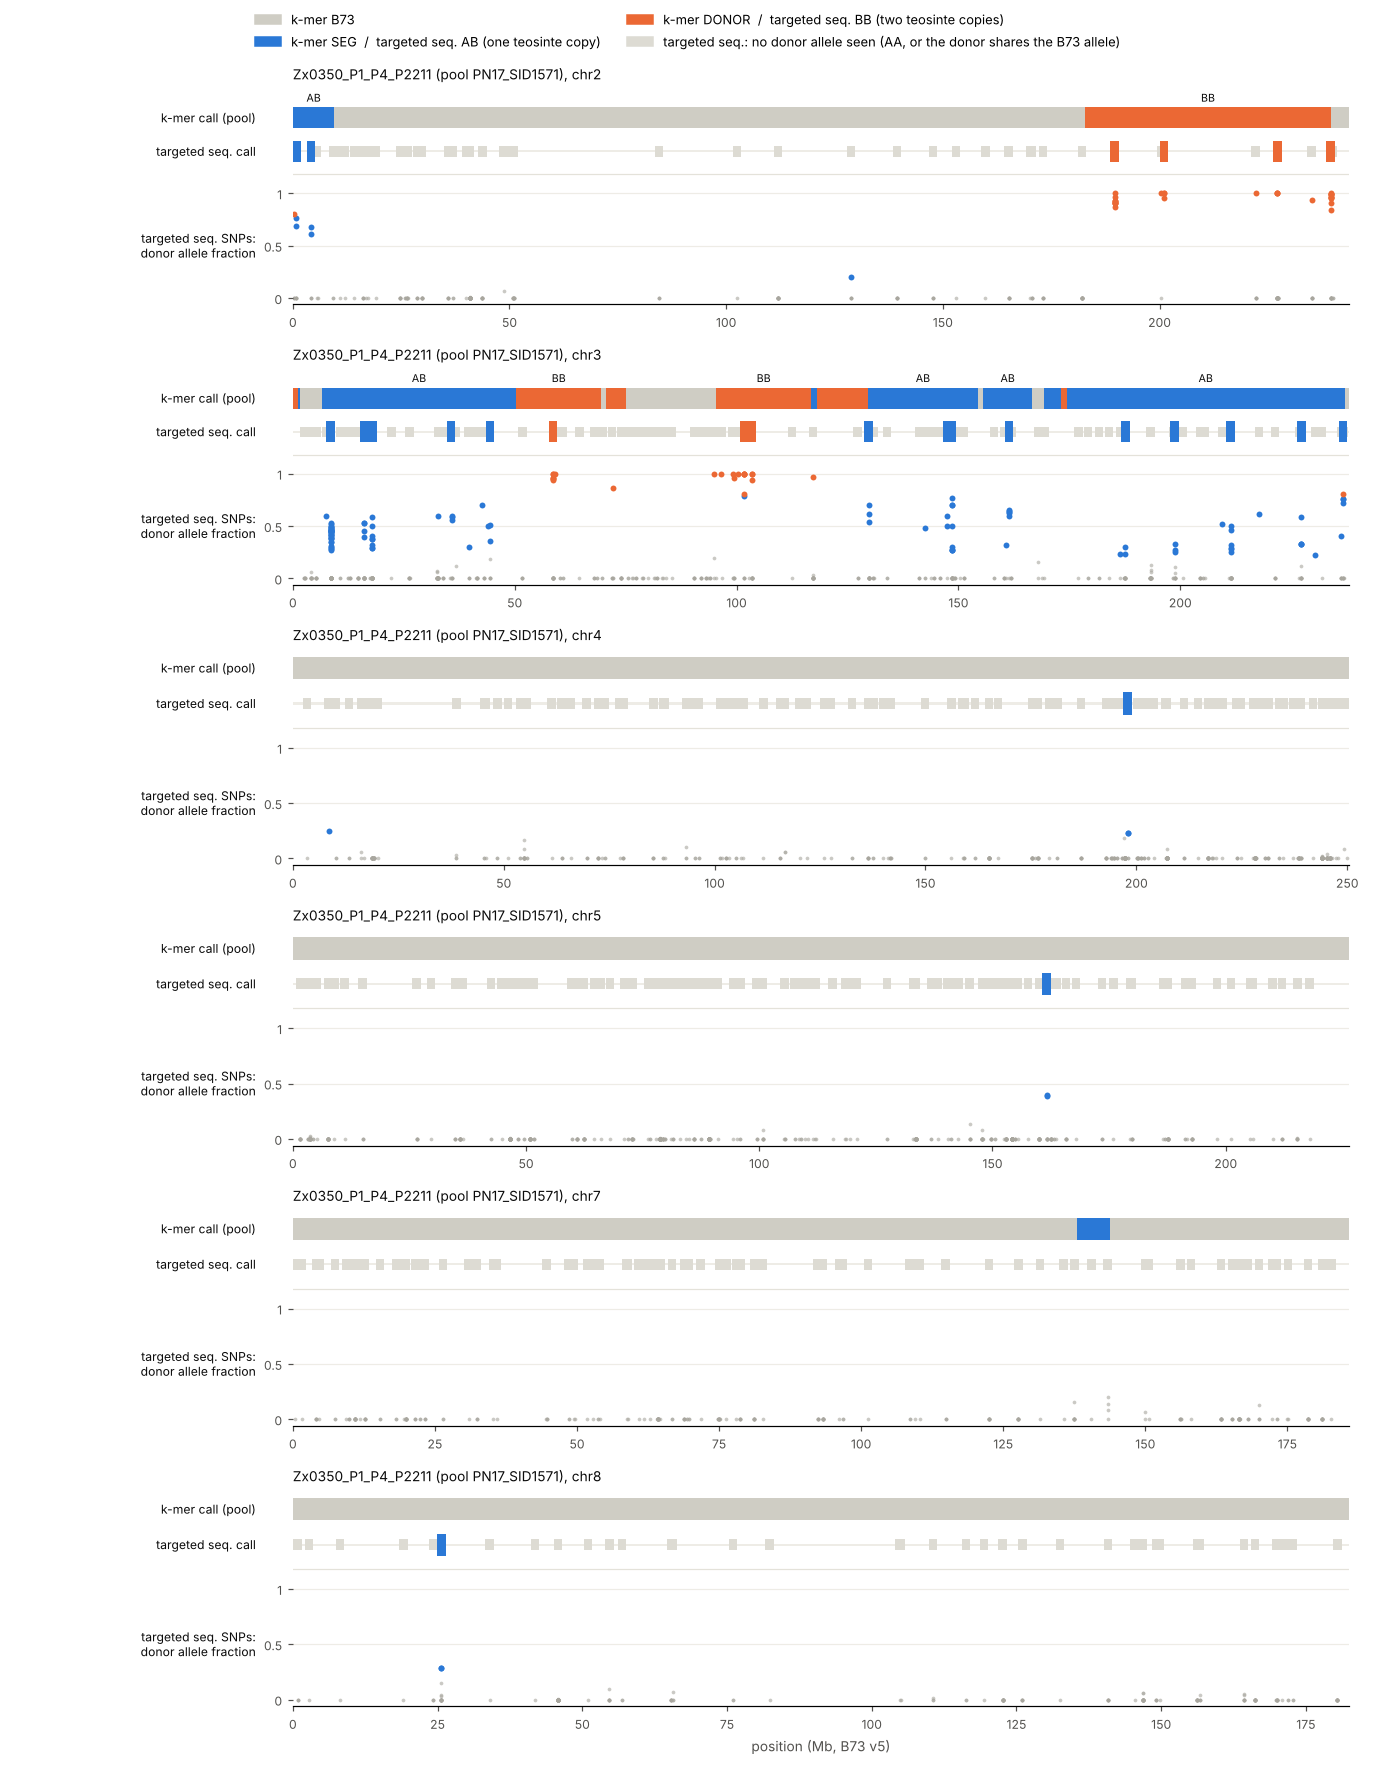 k-mer B73
k-mer DONOR / targeted seq. BB (two teosinte copies)
k-mer SEG / targeted seq. AB (one teosinte copy)
targeted seq.: no donor allele seen (AA, or the donor shares the B73 allele)
Zx0350_P1_P4_P2211 (pool PN17_SID1571), chr2
AB BB
k-mer call (pool)
targeted seq. call
1
targeted seq. SNPs:
donor allele fraction
0.5
0
0 50 100 150 200
Zx0350_P1_P4_P2211 (pool PN17_SID1571), chr3
AB BB BB AB AB AB
k-mer call (pool)
targeted seq. call
1
targeted seq. SNPs:
donor allele fraction
0.5
0
0 50 100 150 200
Zx0350_P1_P4_P2211 (pool PN17_SID1571), chr4
k-mer call (pool)
targeted seq. call
1
targeted seq. SNPs:
donor allele fraction
0.5
0
0 50 100 150 200 250
Zx0350_P1_P4_P2211 (pool PN17_SID1571), chr5
k-mer call (pool)
targeted seq. call
1
targeted seq. SNPs:
donor allele fraction
0.5
0
0 50 100 150 200
Zx0350_P1_P4_P2211 (pool PN17_SID1571), chr7
k-mer call (pool)
targeted seq. call
1
targeted seq. SNPs:
donor allele fraction
0.5
0
0 25 50 75 100 125 150 175
Zx0350_P1_P4_P2211 (pool PN17_SID1571), chr8
k-mer call (pool)
targeted seq. call
1
targeted seq. SNPs:
donor allele fraction
0.5
0
0 25 50 75 100 125 150 175
position (Mb, B73 v5)